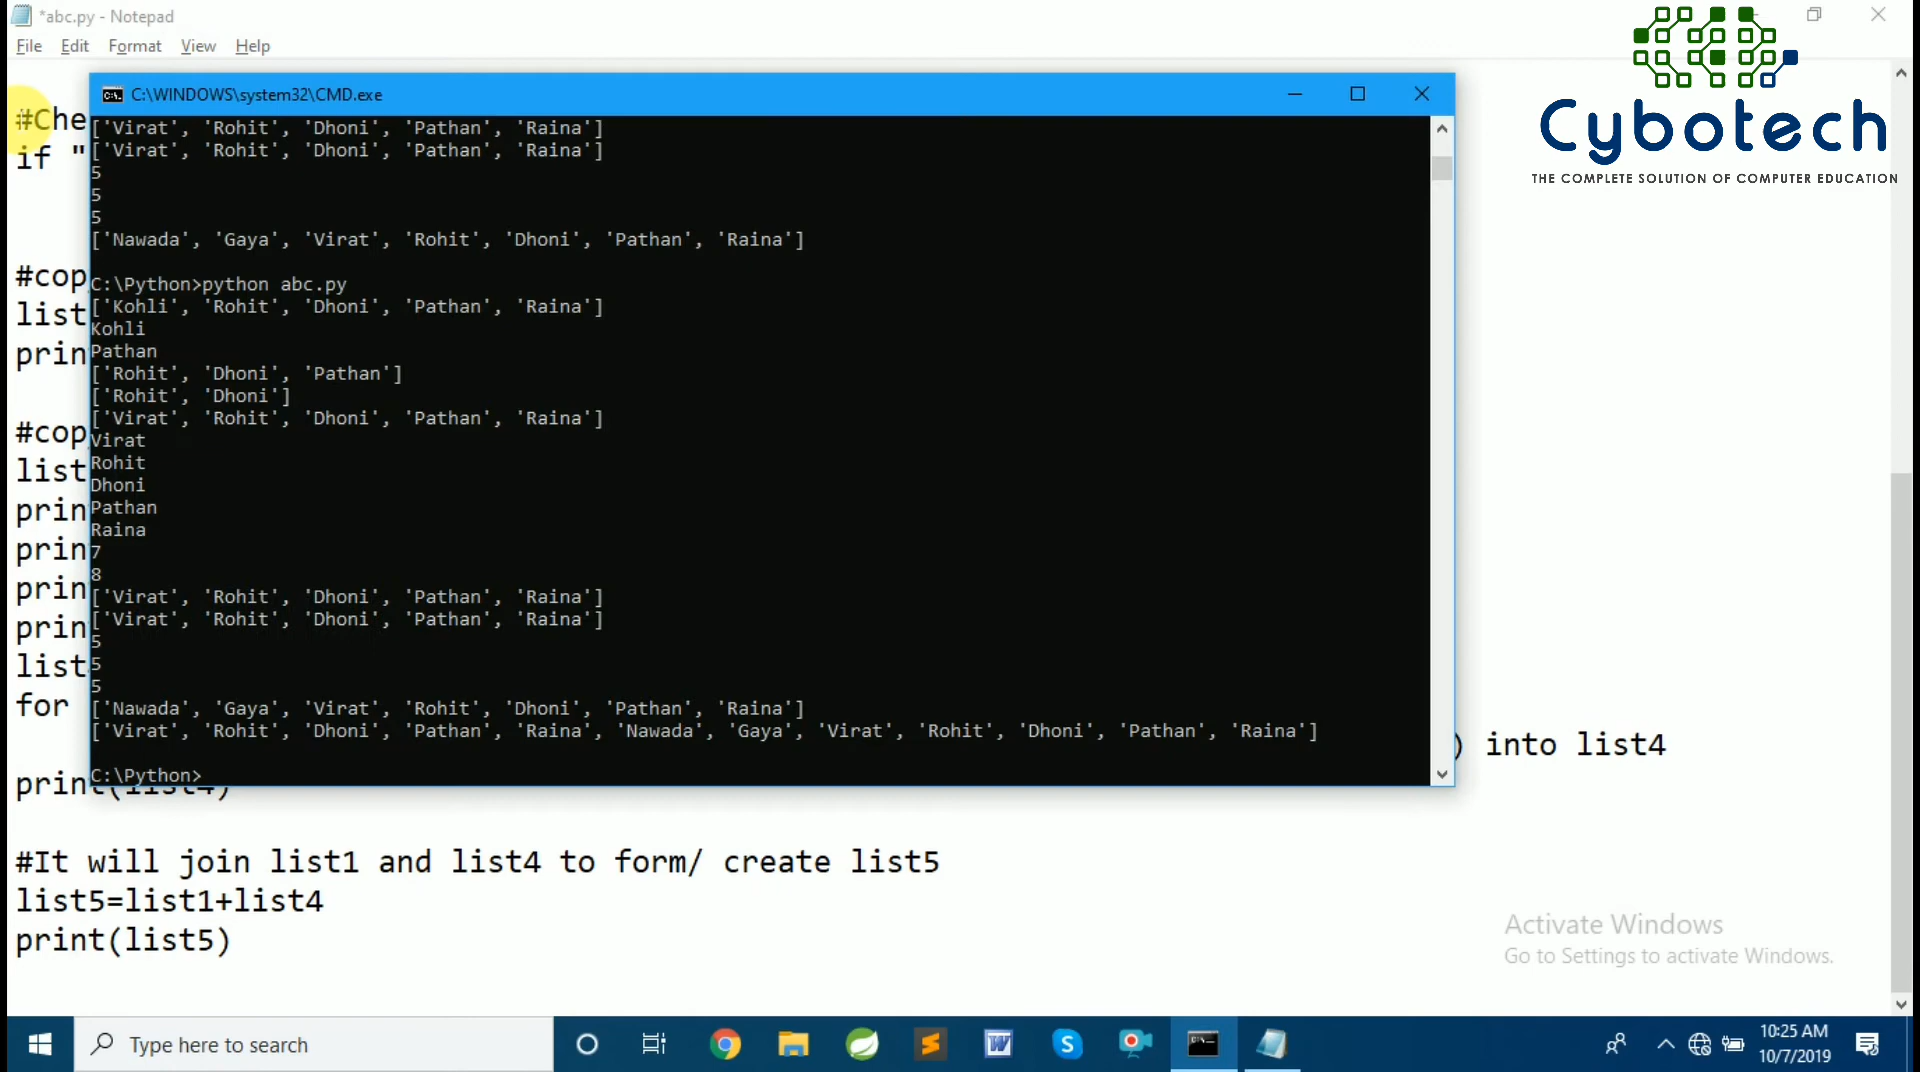 *abc.py - Notepad
File Edit Format View Help
Cybotech
THE COMPLETE SOLUTION OF COMPUTER EDUCATION
C:\WINDOWS\system32\CMD.exe
['Virat', 'Rohit', 'Dhoni', 'Pathan', 'Raina']
['Virat', 'Rohit', 'Dhoni', 'Pathan', 'Raina']
5
5
5
['Nawada', 'Gaya', 'Virat', 'Rohit', 'Dhoni', 'Pathan', 'Raina']
C:\Python>python abc.py
['Kohli', 'Rohit', 'Dhoni', 'Pathan', 'Raina']
Kohli
Pathan
['Rohit', 'Dhoni', 'Pathan']
['Rohit', 'Dhoni']
['Virat', 'Rohit', 'Dhoni', 'Pathan', 'Raina']
Virat
Rohit
Dhoni
Pathan
Raina
7
8
['Virat', 'Rohit', 'Dhoni', 'Pathan', 'Raina']
['Virat', 'Rohit', 'Dhoni', 'Pathan', 'Raina']
5
5
5
['Nawada', 'Gaya', 'Virat', 'Rohit', 'Dhoni', 'Pathan', 'Raina']
['Virat', 'Rohit', 'Dhoni', 'Pathan', 'Raina', 'Nawada', 'Gaya', 'Virat', 'Rohit', 'Dhoni', 'Pathan', 'Raina']
C:\Python>
#Che
if "
#cop
list
prin
#cop
list
prin
prin
prin
prin
list
for
) into list4
print(list4)
#It will join list1 and list4 to form/ create list5
list5=list1+list4
print(list5)
Activate Windows
Go to Settings to activate Windows.
Type here to search
10:25 AM
10/7/2019